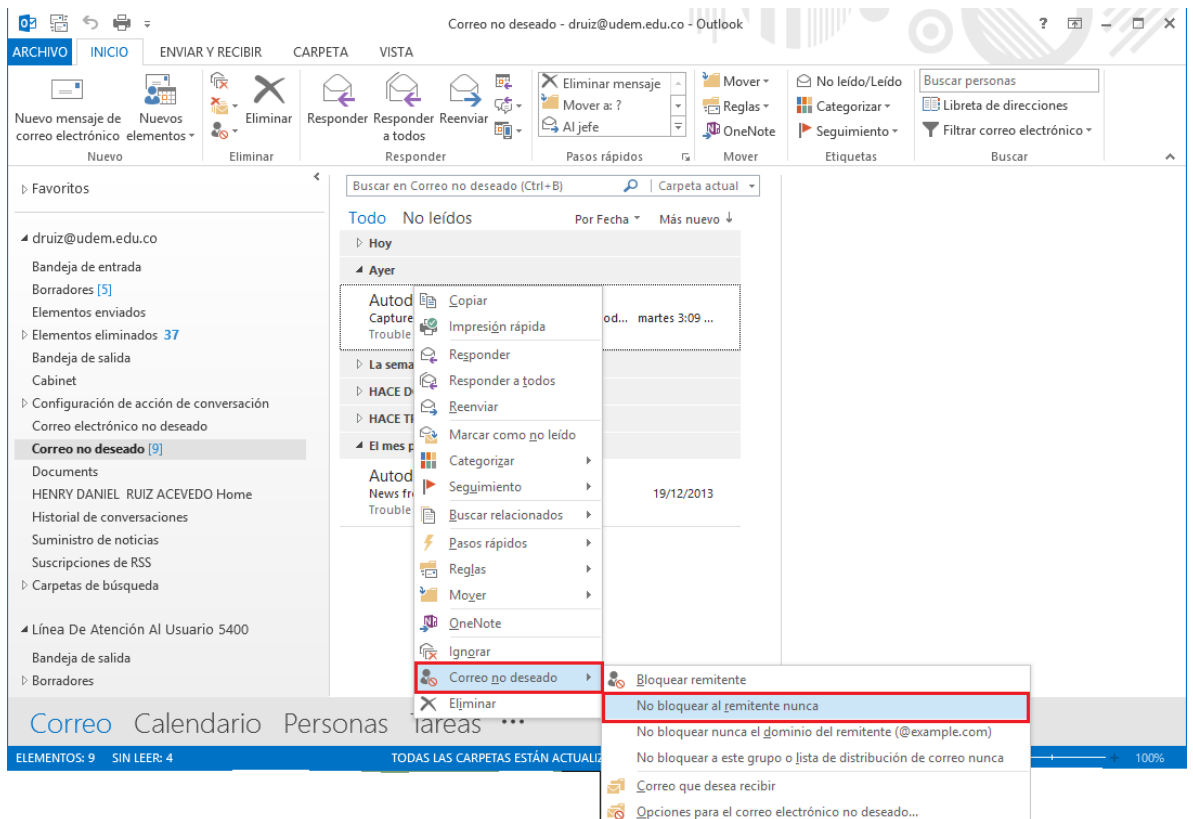 Correo no deseado - druiz@udem.edu.co - Outlook
ARCHIVO INICIO ENVIAR Y RECIBIR CARPETA VISTA
Nuevo mensaje de correo electrónico
Nuevos elementos
Eliminar
Responder
Responder a todos
Reenviar
Eliminar mensaje
Mover a: ?
Al jefe
Mover
Reglas
OneNote
No leído/Leído
Categorizar
Seguimiento
Buscar personas
Libreta de direcciones
Filtrar correo electrónico
Nuevo Eliminar Responder Pasos rápidos Mover Etiquetas Buscar
Favoritos
druiz@udem.edu.co
Bandeja de entrada
Borradores [5]
Elementos enviados
Elementos eliminados 37
Bandeja de salida
Cabinet
Configuración de acción de conversación
Correo electrónico no deseado
Correo no deseado [9]
Documents
HENRY DANIEL RUIZ ACEVEDO Home
Historial de conversaciones
Suministro de noticias
Suscripciones de RSS
Carpetas de búsqueda
Línea De Atención Al Usuario 5400
Bandeja de salida
Borradores
Buscar en Correo no deseado (Ctrl+B) Carpeta actual
Todo No leídos Por Fecha Más nuevo
Hoy
Ayer
Autod
Capture od... martes 3:09 ...
Trouble
La sema
HACE D
HACE T
El mes p
Autod
News fr 19/12/2013
Trouble
Copiar
Impresión rápida
Responder
Responder a todos
Reenviar
Marcar como no leído
Categorizar
Seguimiento
Buscar relacionados
Pasos rápidos
Reglas
Mover
OneNote
Ignorar
Correo no deseado
Eliminar
Bloquear remitente
No bloquear al remitente nunca
No bloquear nunca el dominio del remitente (@example.com)
No bloquear a este grupo o lista de distribución de correo nunca
Correo que desea recibir
Opciones para el correo electrónico no deseado...
Correo Calendario Personas Tareas ...
ELEMENTOS: 9 SIN LEER: 4 TODAS LAS CARPETAS ESTÁN ACTUALIZ 100%